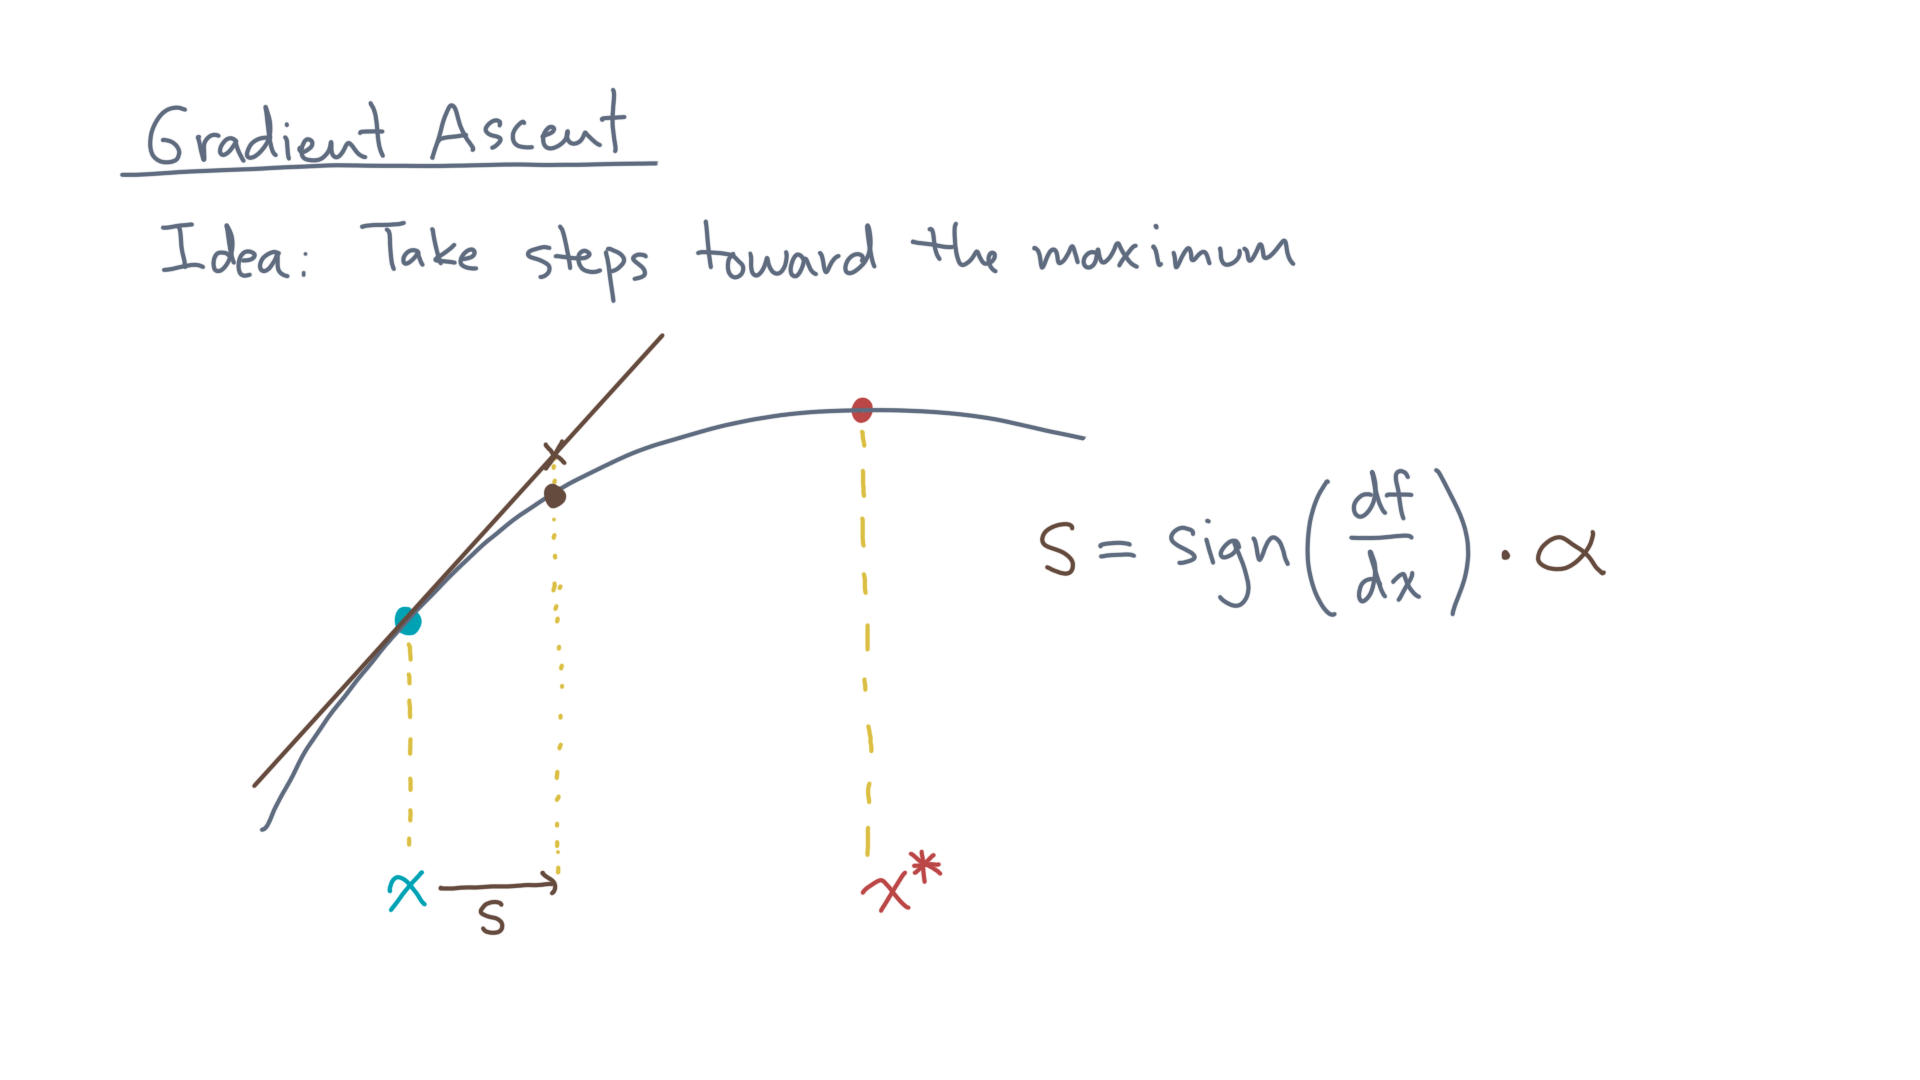 Gradient Ascent
Idea: Take steps toward the maximum
S = sign(df/dx) · α
x
s
x*